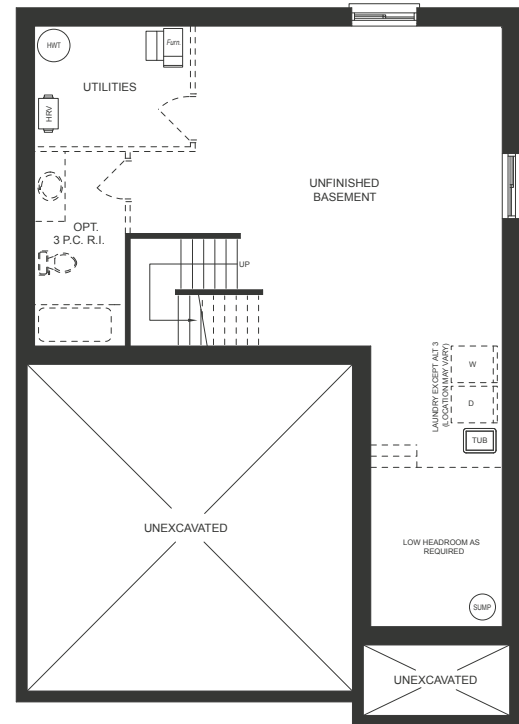 HWT
Furn.
UTILITIES
HRV
UNFINISHED
BASEMENT
OPT.
3 P.C. R.I.
UP
LAUNDRY EXCEPT ALT 3
(LOCATION MAY VARY)
W
D
TUB
UNEXCAVATED
LOW HEADROOM AS
REQUIRED
SUMP
UNEXCAVATED